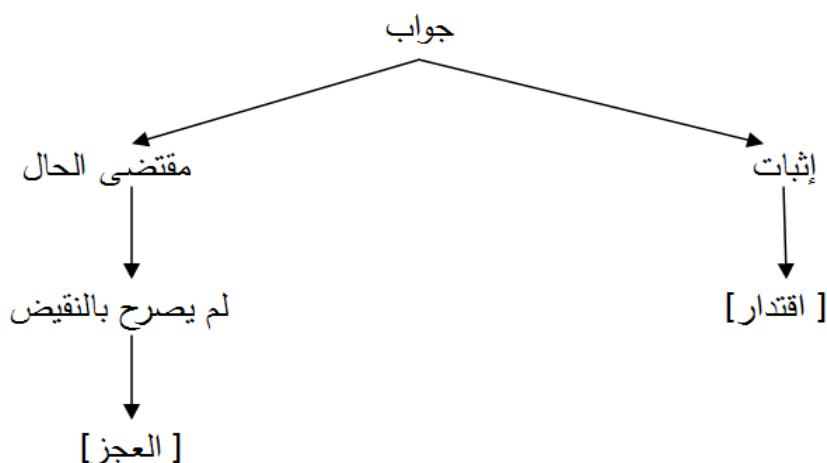 جواب
إثبات
مقتضى الحال
[ اقتدار]
لم يصرح بالنقيض
[ العجز]